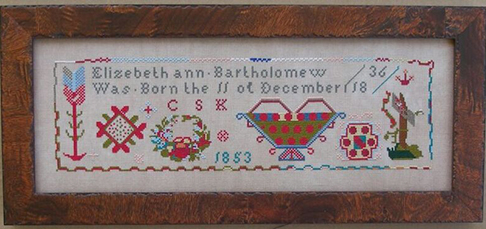 Elizebeth ann · Bartholomew /36/
Was · Born the 11 of December 18/
C S K
1853